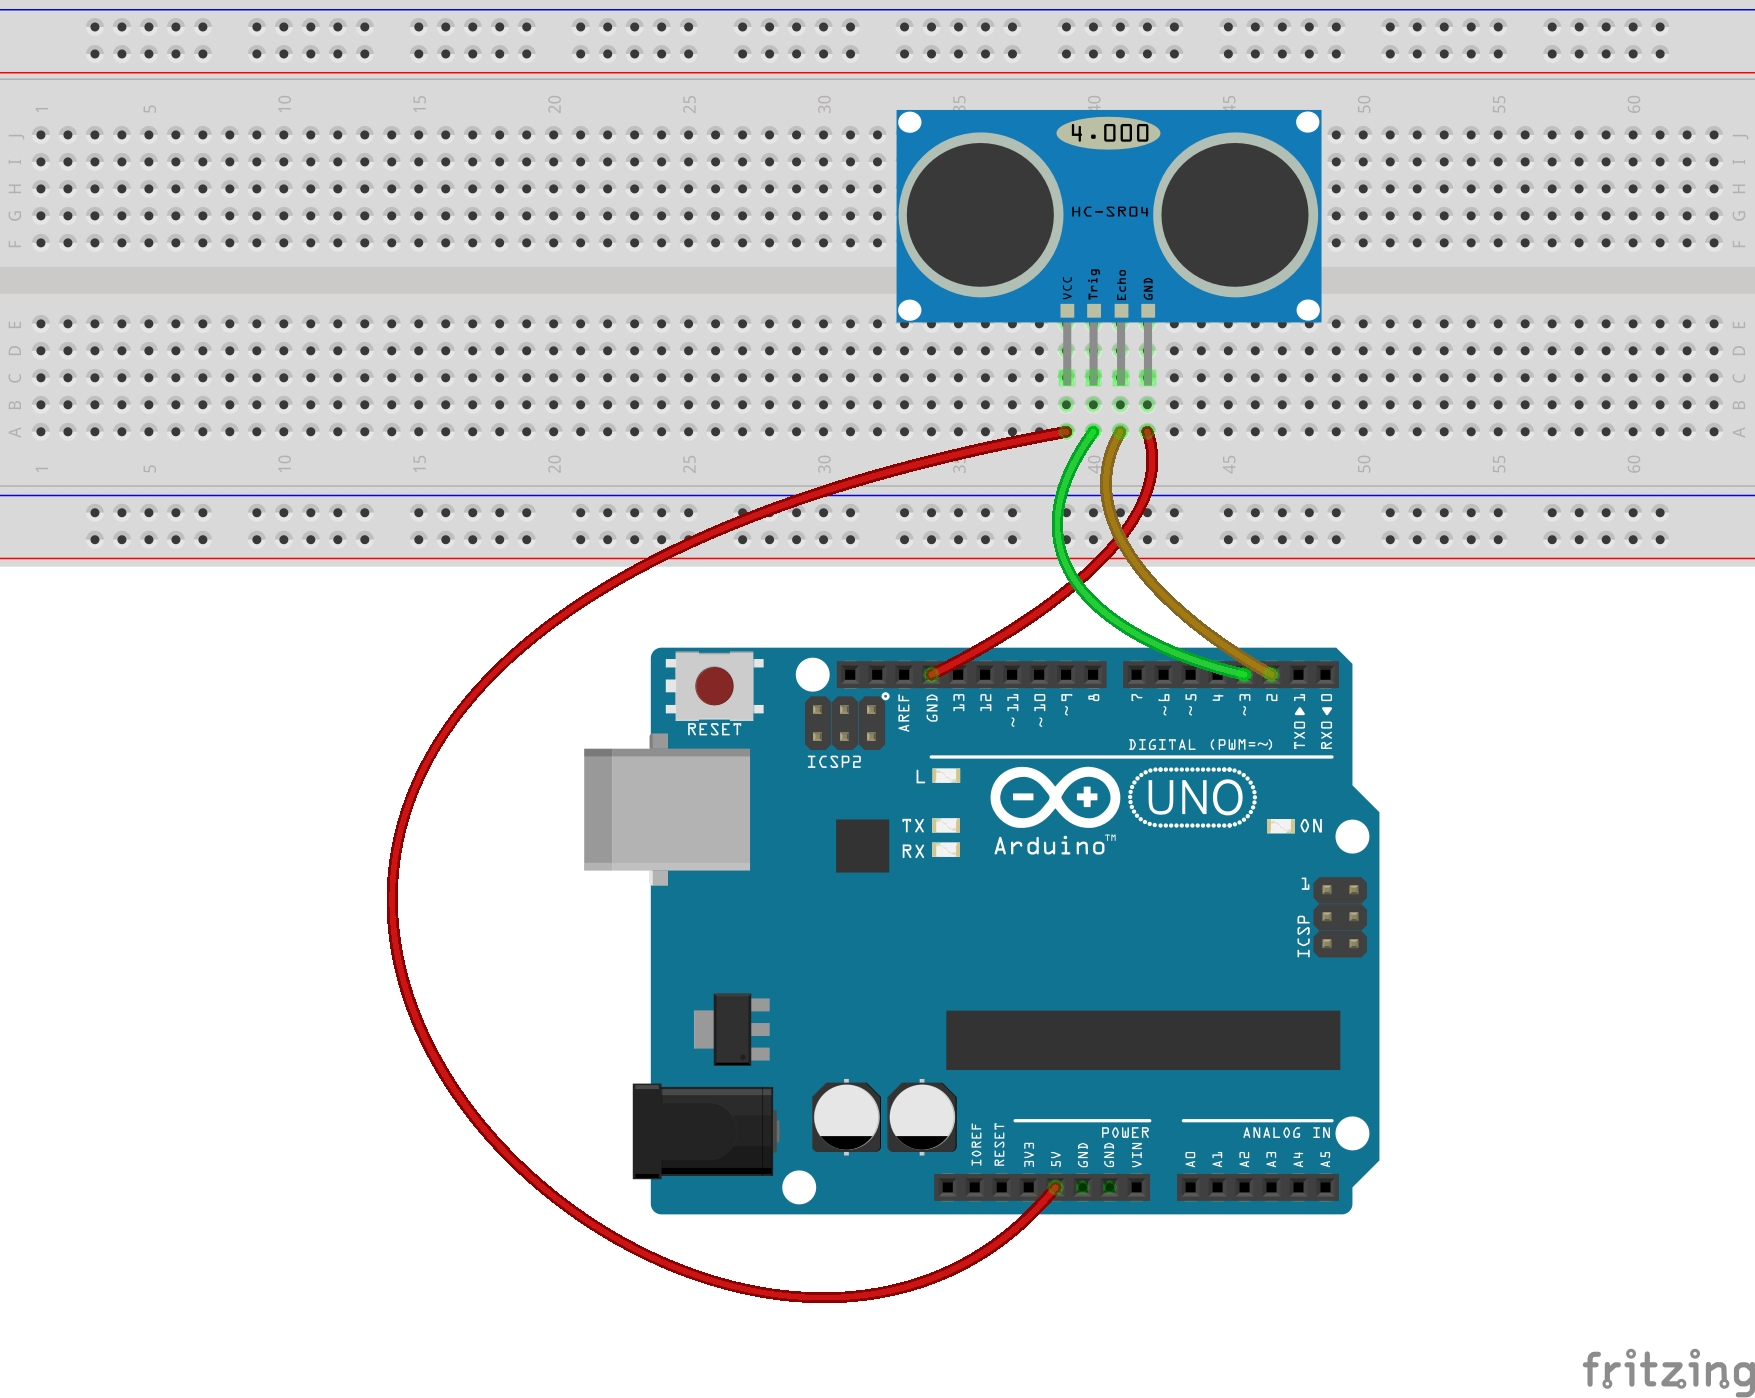 1 5 10 15 20 25 30 35 40 45 50 55 60
J J
I I
H H
G G
F F
4.000
HC-SR04
VCC Trig Echo GND
E E
D D
C C
B B
A A
1 5 10 15 20 25 30 35 40 45 50 55 60
RESET
ICSP2
AREF GND 13 12 ~11 ~10 ~9 8 7 ~6 ~5 4 ~3 2 TX0▶1 RX0◀0
DIGITAL (PWM=~)
L
TX
RX
UNO
Arduino™
ON
1
ICSP
POWER
ANALOG IN
IOREF RESET 3V3 5V GND GND VIN A0 A1 A2 A3 A4 A5
fritzing